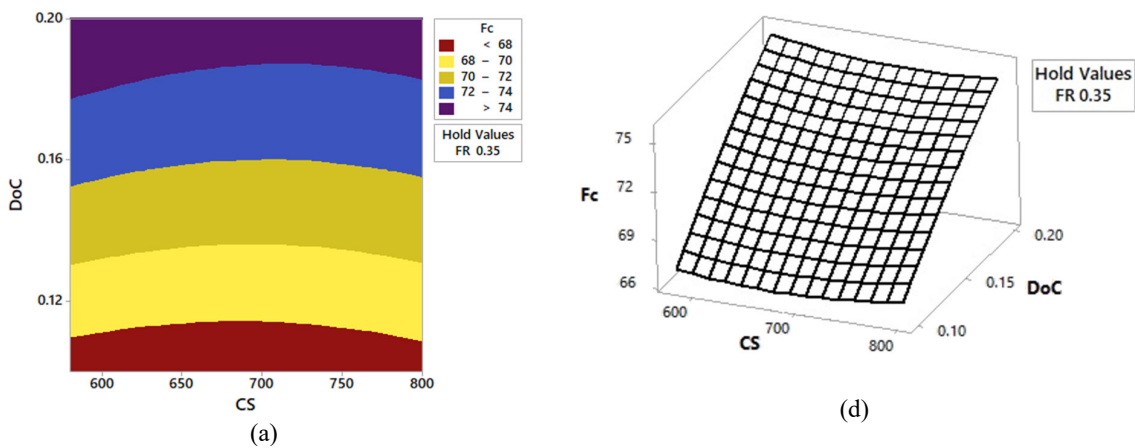 0.20
0.16
0.12
DoC
600 650 700 750 800
CS
Fc
< 68
68 – 70
70 – 72
72 – 74
> 74
Hold Values
FR 0.35
(a)
Hold Values
FR 0.35
75
72
69
66
Fc
600 700 800
CS
0.20
0.15
0.10
DoC
(d)